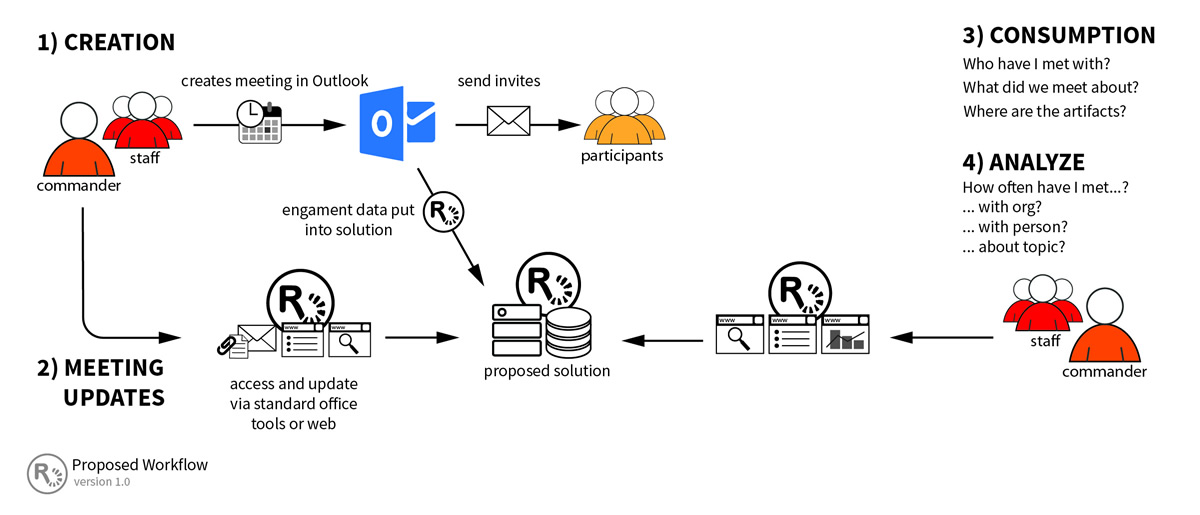 1) CREATION
creates meeting in Outlook
send invites
O
staff
commander
participants
engament data put
into solution
R
R
2) MEETING
UPDATES
www
www
access and update
via standard office
tools or web
R
proposed solution
3) CONSUMPTION
Who have I met with?
What did we meet about?
Where are the artifacts?
4) ANALYZE
How often have I met...?
... with org?
... with person?
... about topic?
R
www
www
www
staff
commander
R
Proposed Workflow
version 1.0